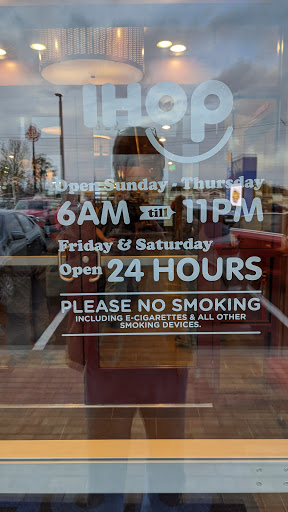 IHOP
Open Sunday - Thursday
6AM till 11PM
Friday & Saturday
Open 24 HOURS
PLEASE NO SMOKING
INCLUDING E-CIGARETTES & ALL OTHER
SMOKING DEVICES.